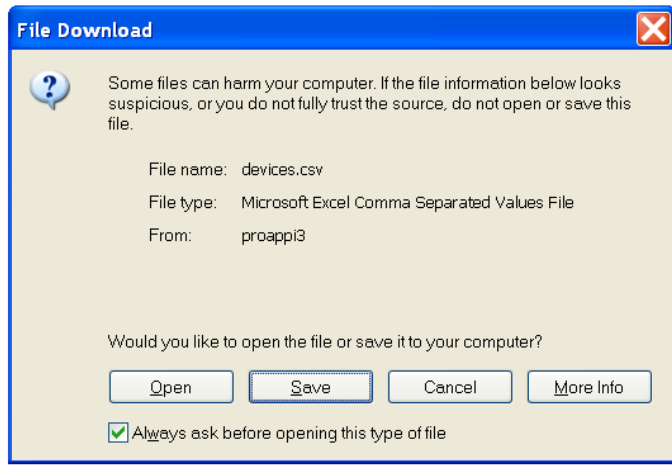 File Download
Some files can harm your computer. If the file information below looks
suspicious, or you do not fully trust the source, do not open or save this
file.
File name: devices.csv
File type: Microsoft Excel Comma Separated Values File
From: proappi3
Would you like to open the file or save it to your computer?
Open Save Cancel More Info
Always ask before opening this type of file